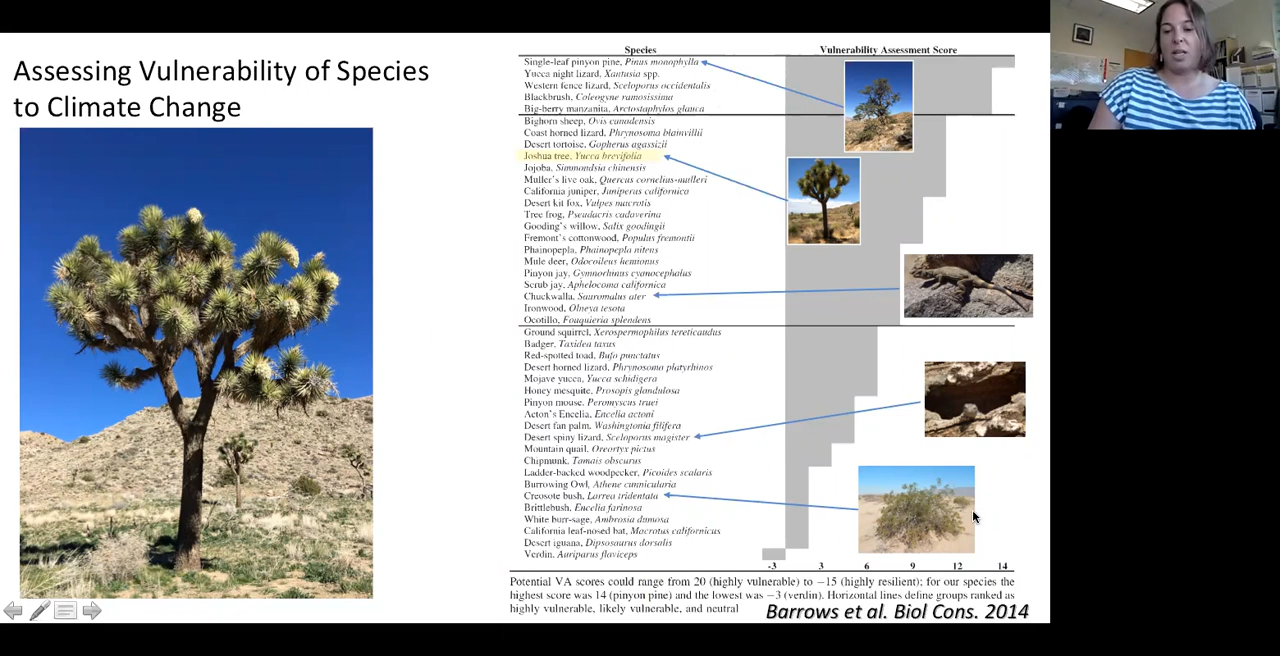 Assessing Vulnerability of Species
to Climate Change
Species
Vulnerability Assessment Score
Single-leaf pinyon pine, Pinus monophylla
Yucca night lizard, Xantusia spp.
Western fence lizard, Sceloporus occidentalis
Blackbrush, Coleogyne ramosissima
Big-berry manzanita, Arctostaphylos glauca
Bighorn sheep, Ovis canadensis
Coast horned lizard, Phrynosoma blainvillii
Desert tortoise, Gopherus agassizii
Joshua tree, Yucca brevifolia
Jojoba, Simmondsia chinensis
Muller's live oak, Quercus cornelius-mulleri
California juniper, Juniperus californica
Desert kit fox, Vulpes macrotis
Tree frog, Pseudacris cadaverina
Gooding's willow, Salix goodingii
Fremont's cottonwood, Populus fremontii
Phainopepla, Phainopepla nitens
Mule deer, Odocoileus hemionus
Pinyon jay, Gymnorhinus cyanocephalus
Scrub jay, Aphelocoma californica
Chuckwalla, Sauromalus ater
Ironwood, Olneya tesota
Ocotillo, Fouquieria splendens
Ground squirrel, Xerospermophilus tereticaudus
Badger, Taxidea taxus
Red-spotted toad, Bufo punctatus
Desert horned lizard, Phrynosoma platyrhinos
Mojave yucca, Yucca schidigera
Honey mesquite, Prosopis glandulosa
Pinyon mouse, Peromyscus truei
Acton's Encelia, Encelia actoni
Desert fan palm, Washingtonia filifera
Desert spiny lizard, Sceloporus magister
Mountain quail, Oreortyx pictus
Chipmunk, Tamais obscurus
Ladder-backed woodpecker, Picoides scalaris
Burrowing Owl, Athene cunnicularia
Creosote bush, Larrea tridentata
Brittlebush, Encelia farinosa
White burr-sage, Ambrosia dumosa
California leaf-nosed bat, Macrotus californicus
Desert iguana, Dipsosaurus dorsalis
Verdin, Auriparus flaviceps
-3 3 6 9 12 14
Potential VA scores could range from 20 (highly vulnerable) to −15 (highly resilient); for our species the
highest score was 14 (pinyon pine) and the lowest was −3 (verdin). Horizontal lines define groups ranked as
highly vulnerable, likely vulnerable, and neutral
Barrows et al. Biol Cons. 2014